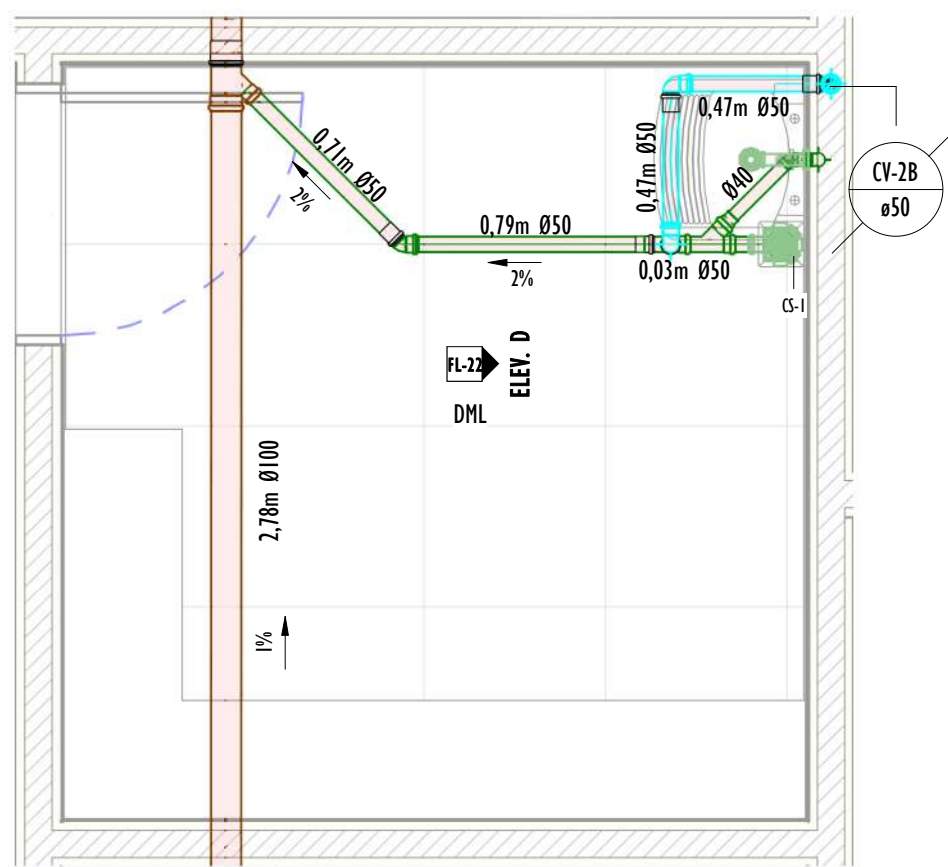 0,47m Ø50
0,47m Ø50
CV-2B
ø50
0,71m Ø50
2%
Ø40
0,79m Ø50
2%
0,03m Ø50
CS-1
FL-22
ELEV. D
DML
2,78m Ø100
1%